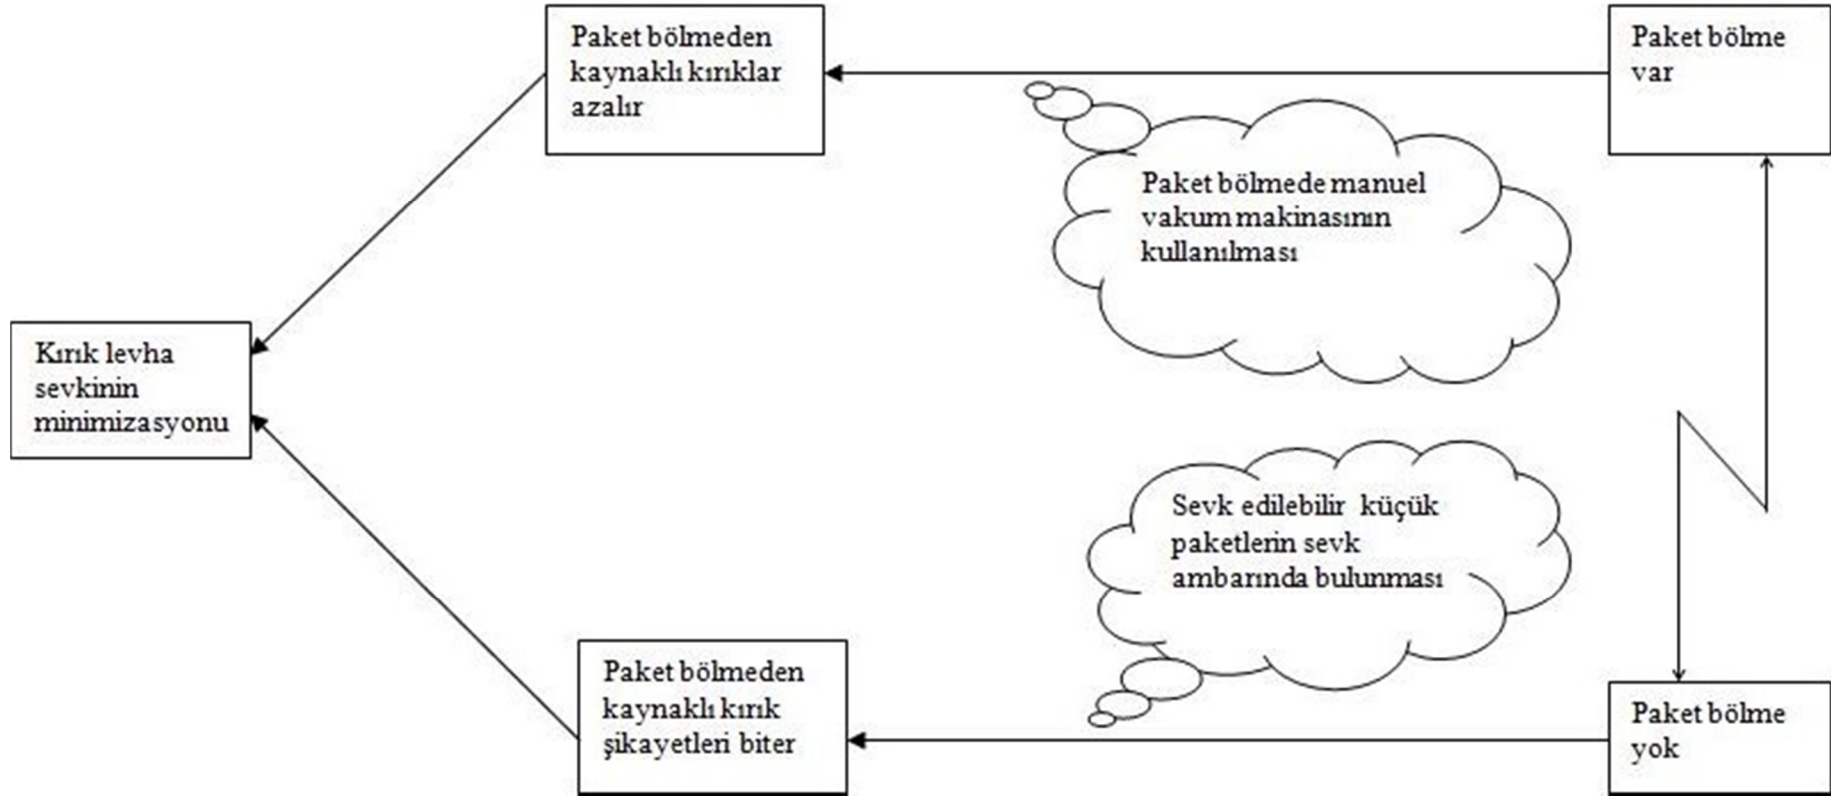 Paket bölmeden
kaynaklı kırıklar
azalır
Paket bölme
var
Paket bölmede manuel
vakum makinasının
kullanılması
Kırık levha
sevkinin
minimizasyonu
Sevk edilebilir küçük
paketlerin sevk
ambarında bulunması
Paket bölmeden
kaynaklı kırık
şikayetleri biter
Paket bölme
yok